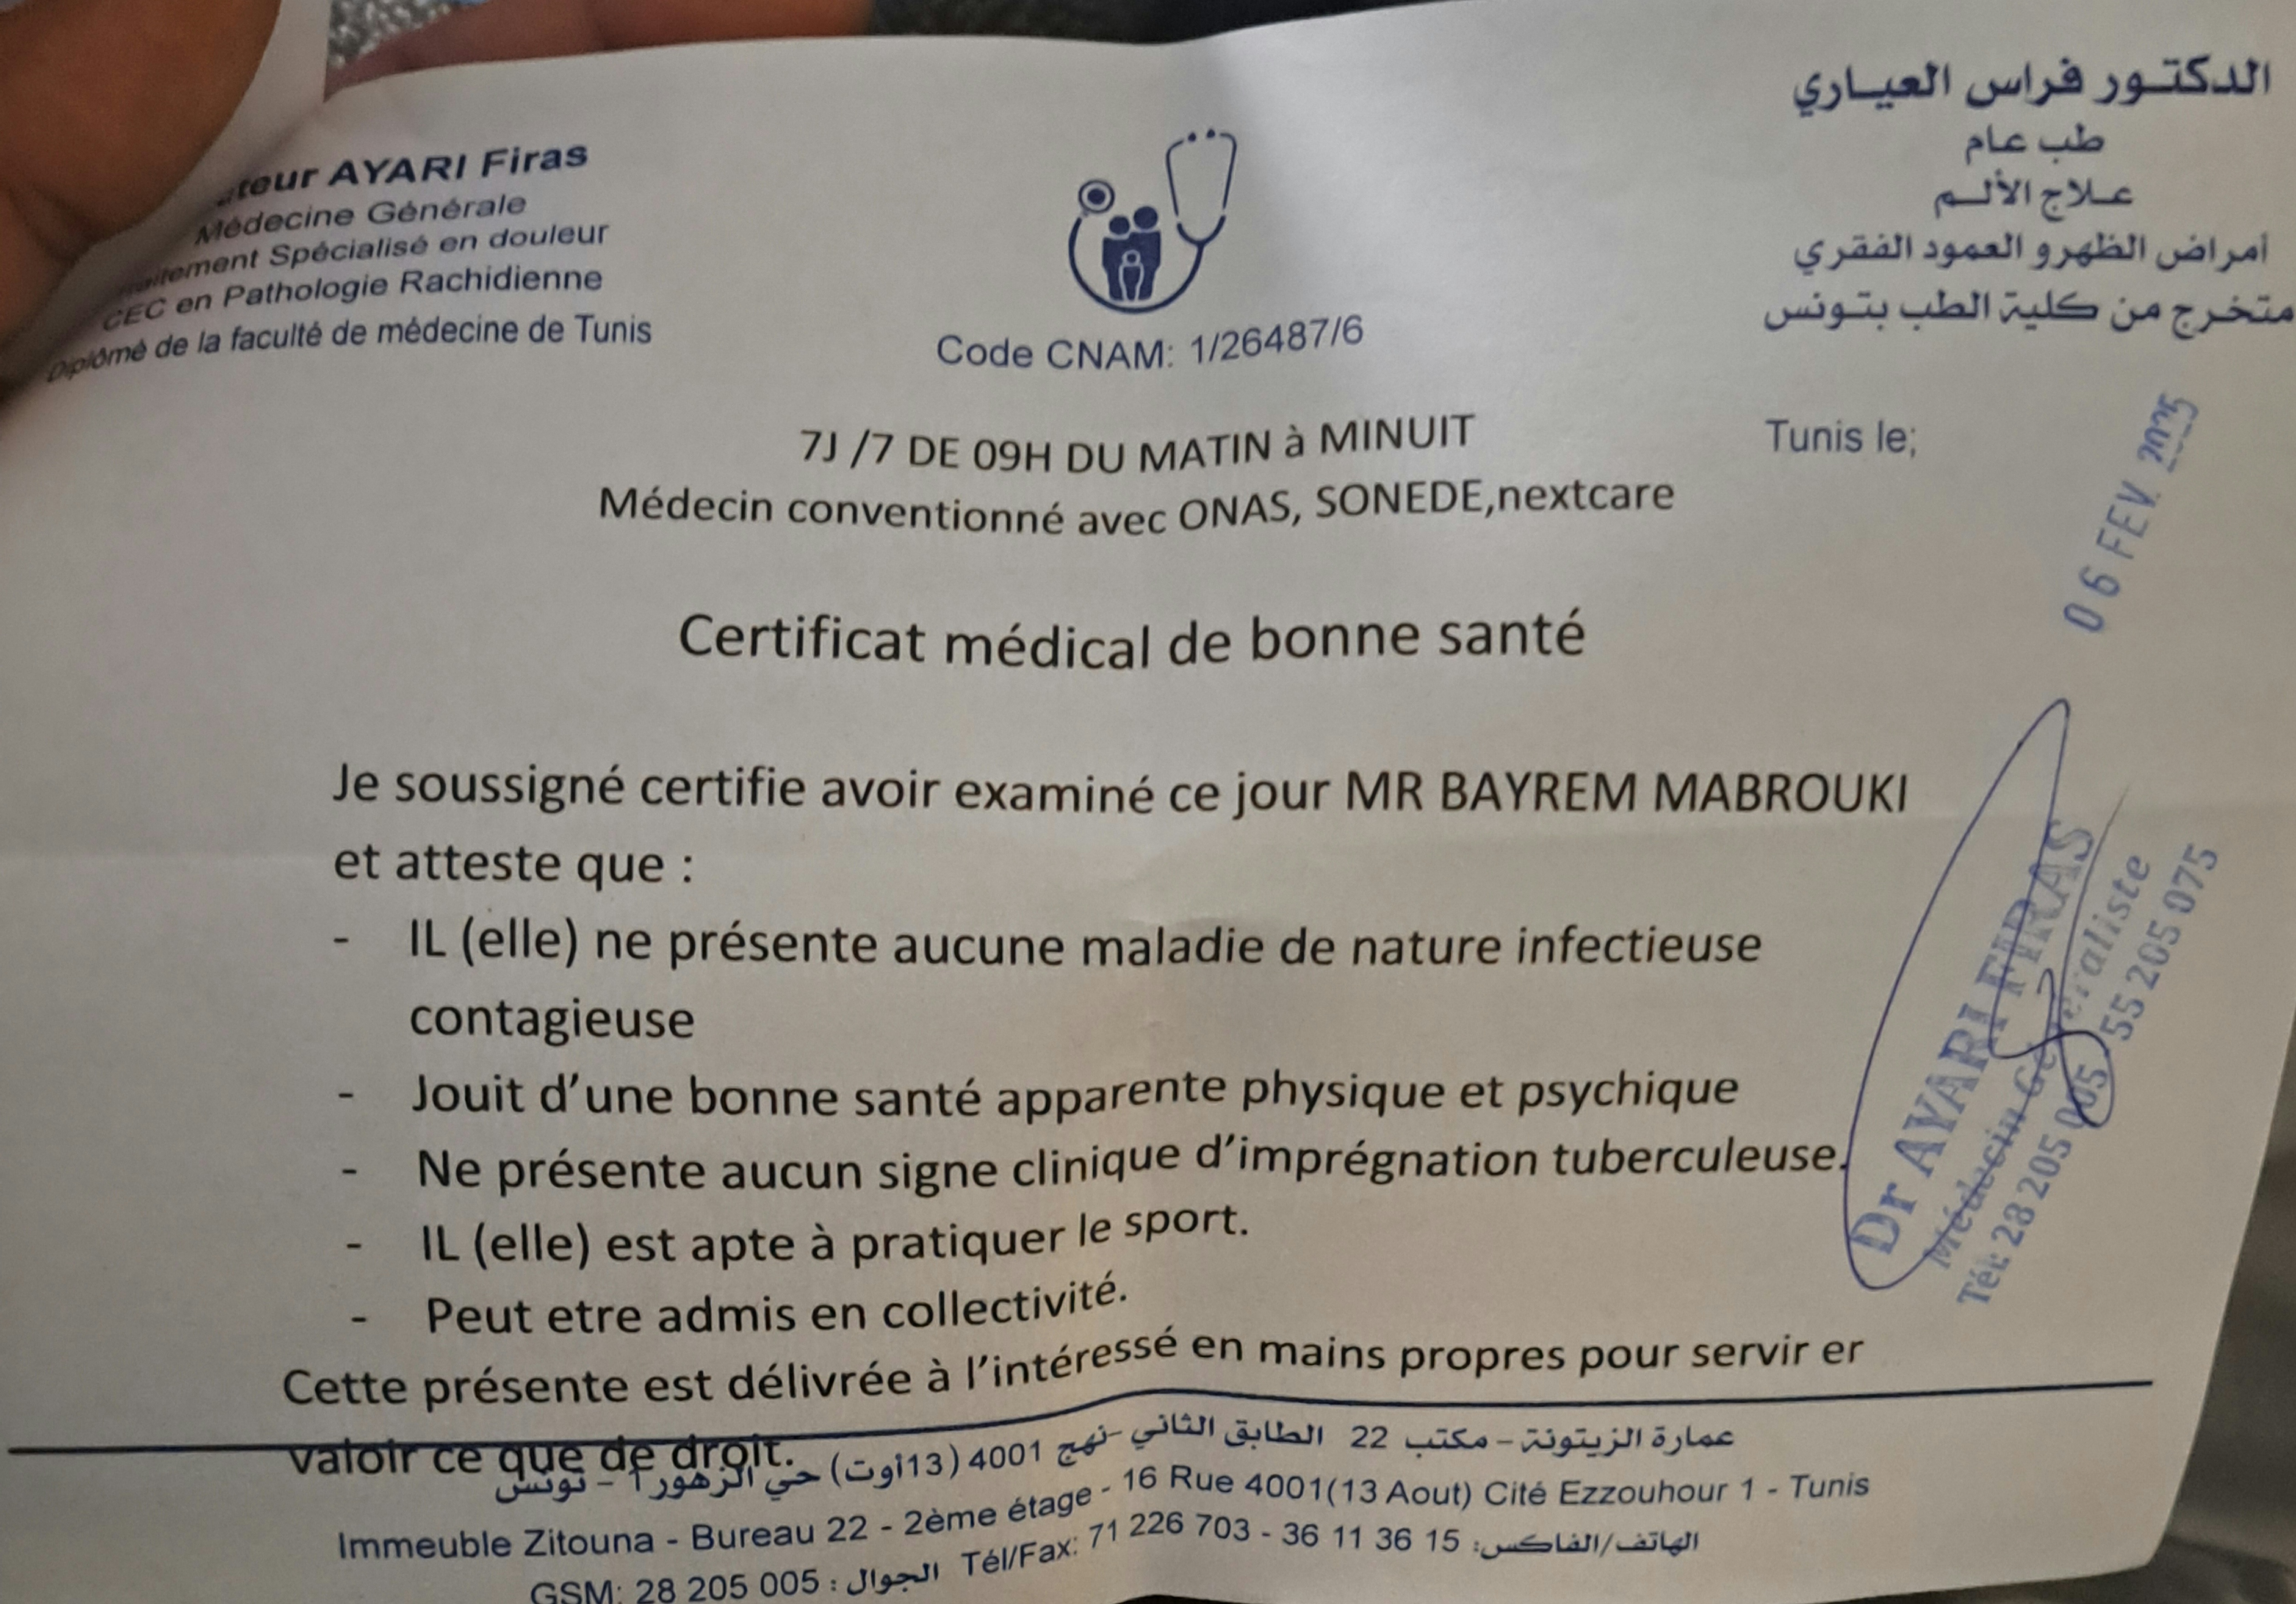 AYARI Firas
Médecine Générale
Spécialisé en douleur
CEC en Pathologie Rachidienne
Diplômé de la faculté de médecine de Tunis
الدكتور فراس العياري
طب عام
علاج الألم
أمراض الظهر و العمود الفقري
متخرج من كلية الطب بتونس
Code CNAM: 1/26487/6
7J /7 DE 09H DU MATIN à MINUIT
Médecin conventionné avec ONAS, SONEDE,nextcare
Tunis le;
06 FEV. 2025
Certificat médical de bonne santé
Je soussigné certifie avoir examiné ce jour MR BAYREM MABROUKI
et atteste que :
- IL (elle) ne présente aucune maladie de nature infectieuse
contagieuse
- Jouit d’une bonne santé apparente physique et psychique
- Ne présente aucun signe clinique d’imprégnation tuberculeuse.
- IL (elle) est apte à pratiquer le sport.
- Peut etre admis en collectivité.
Cette présente est délivrée à l’intéressé en mains propres pour servir er
valoir ce que de droit.
Dr AYARI FIRAS
Médecin Généraliste
Tél: 28 205 005 / 55 205 075
عمارة الزيتونة - مكتب 22 الطابق الثاني - نهج 4001 (13 أوت) حي الزهور 1 - تونس
Immeuble Zitouna - Bureau 22 - 2ème étage - 16 Rue 4001(13 Aout) Cité Ezzouhour 1 - Tunis
Tél/Fax: 71 226 703 - 36 11 36 15 :الهاتف/الفاكس
GSM: 28 205 005 : الجوال